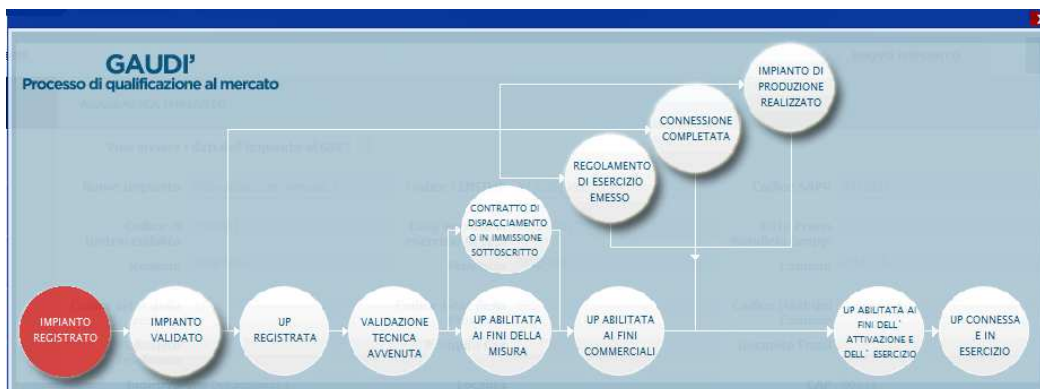 GAUDI'
Processo di qualificazione al mercato
IMPIANTO DI
PRODUZIONE
REALIZZATO
CONNESSIONE
COMPLETATA
REGOLAMENTO
DI ESERCIZIO
EMESSO
CONTRATTO DI
DISPACCIAMENTO
O IN IMMISSIONE
SOTTOSCRITTO
IMPIANTO
REGISTRATO
IMPIANTO
VALIDATO
UP
REGISTRATA
VALIDAZIONE
TECNICA
AVVENUTA
UP ABILITATA
AI FINI DELLA
MISURA
UP ABILITATA
AI FINI
COMMERCIALI
UP ABILITATA AI
FINI DELL'
ATTIVAZIONE E
DELL' ESERCIZIO
UP CONNESSA
E IN
ESERCIZIO